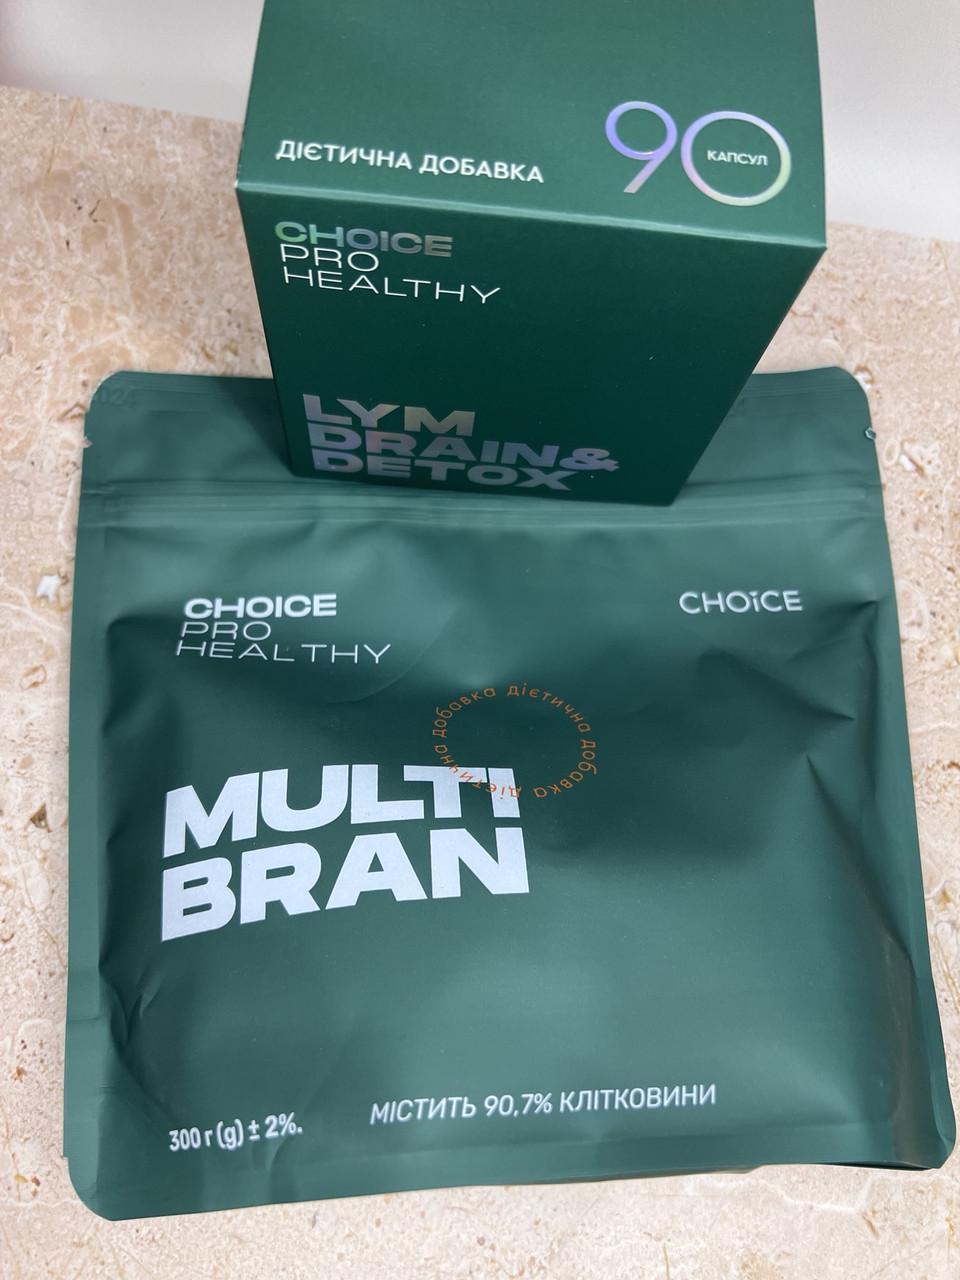 ДІЄТИЧНА ДОБАВКА
90
КАПСУЛ
CHOICE
PRO
HEALTHY
LYM
DRAIN&
DETOX
CHOICE
PRO
HEALTHY
CHOICE
дієтична добавка дієтична добавка
MULTI
BRAN
300 г (g) ± 2%.
МІСТИТЬ 90,7% КЛІТКОВИНИ